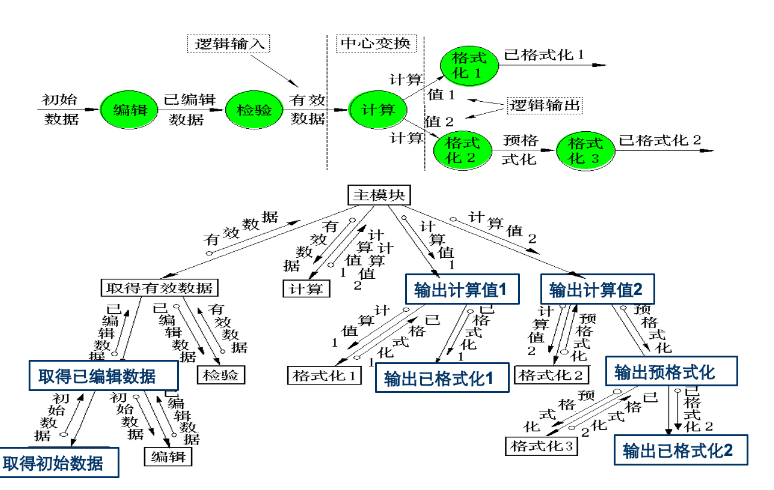 逻辑输入
中心变换
格式
化1
已格式化1
计算
值1
初始
数据
编辑
已编辑
数据
检验
有效
数据
计算
逻辑输出
值2
计算
格式
化2
预格
式化
格式
化3
已格式化2
主模块
有效数据
有效数据
计算值1
计算值2
计算值1
计算值2
取得有效数据
计算
输出计算值1
输出计算值2
已编辑数据
已编辑数据
有效数据
计算值1
已格式化1
已格式化1
计算值2
预格式化
预格式化
取得已编辑数据
检验
格式化1
输出已格式化1
格式化2
输出预格式化
初始数据
初始数据
已编辑数据
预格式化
已格式化2
已格式化2
取得初始数据
编辑
格式化3
输出已格式化2